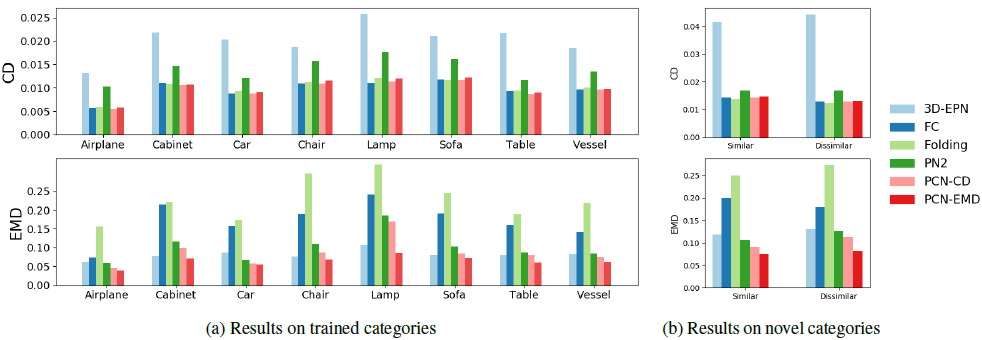 CD
0.025
0.020
0.015
0.010
0.005
0.000
Airplane Cabinet Car Chair Lamp Sofa Table Vessel
EMD
0.25
0.20
0.15
0.10
0.05
0.00
Airplane Cabinet Car Chair Lamp Sofa Table Vessel
(a) Results on trained categories
CD
0.04
0.03
0.02
0.01
0.00
Similar Dissimilar
EMD
0.25
0.20
0.15
0.10
0.05
0.00
Similar Dissimilar
(b) Results on novel categories
3D-EPN
FC
Folding
PN2
PCN-CD
PCN-EMD